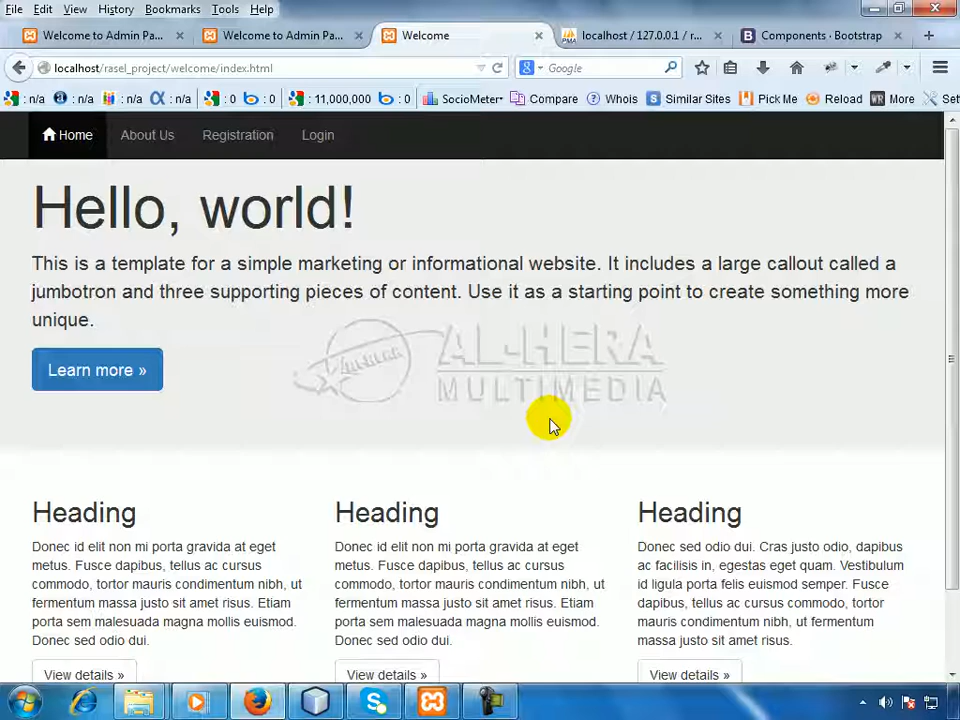 File Edit View History Bookmarks Tools Help
Welcome to Admin Pa... × Welcome to Admin Pa... × Welcome × localhost / 127.0.0.1 / r... × Components · Bootstrap × +
localhost/rasel_project/welcome/index.html Google
: n/a : n/a : n/a : n/a : 0 : 0 : 11,000,000 : 0 SocioMeter Compare ? Whois Similar Sites Pick Me Reload WR More Set
Home About Us Registration Login
Hello, world!
This is a template for a simple marketing or informational website. It includes a large callout called a
jumbotron and three supporting pieces of content. Use it as a starting point to create something more
unique.
Learn more »
AL-HERA
AL-HERA
MULTIMEDIA
Heading Heading Heading
Donec id elit non mi porta gravida at eget Donec id elit non mi porta gravida at eget Donec sed odio dui. Cras justo odio, dapibus
metus. Fusce dapibus, tellus ac cursus metus. Fusce dapibus, tellus ac cursus ac facilisis in, egestas eget quam. Vestibulum
commodo, tortor mauris condimentum nibh, ut commodo, tortor mauris condimentum nibh, ut id ligula porta felis euismod semper. Fusce
fermentum massa justo sit amet risus. Etiam fermentum massa justo sit amet risus. Etiam dapibus, tellus ac cursus commodo, tortor
porta sem malesuada magna mollis euismod. porta sem malesuada magna mollis euismod. mauris condimentum nibh, ut fermentum
Donec sed odio dui. Donec sed odio dui. massa justo sit amet risus.
View details » View details » View details »